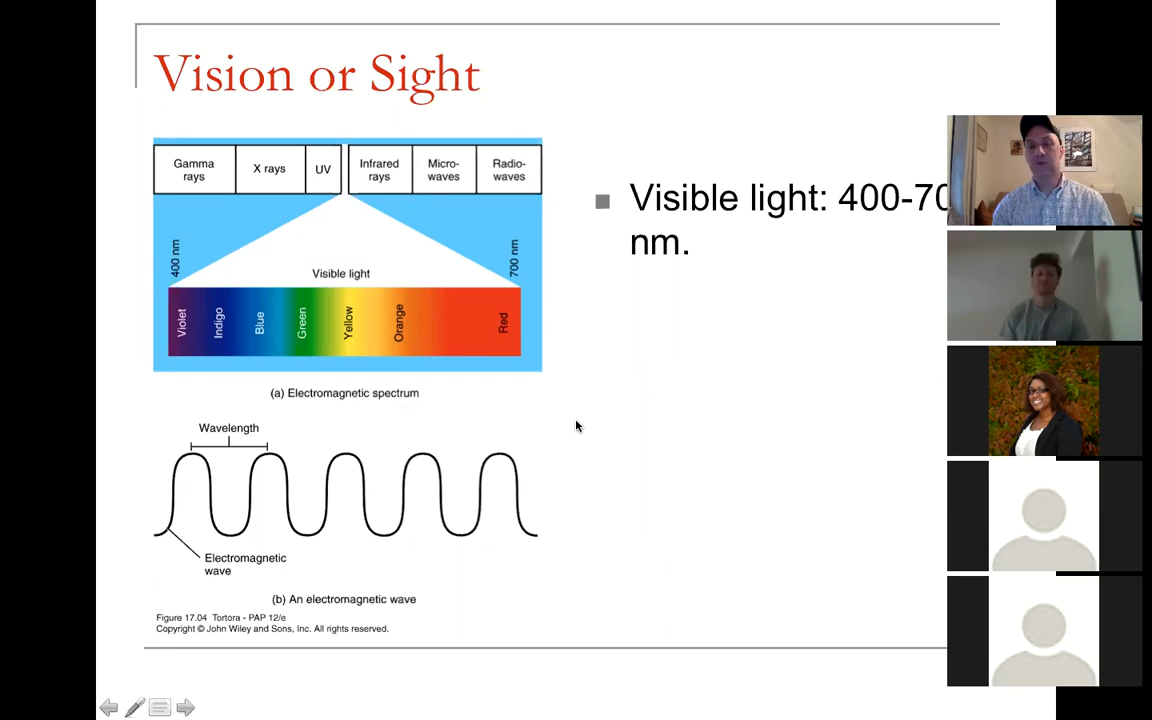 Vision or Sight
Gamma rays
X rays
UV
Infrared rays
Micro-
waves
Radio-
waves
Visible light: 400-70
nm.
400 nm
700 nm
Visible light
Violet
Indigo
Blue
Green
Yellow
Orange
Red
(a) Electromagnetic spectrum
Wavelength
Electromagnetic
wave
(b) An electromagnetic wave
Figure 17.04 Tortora - PAP 12/e
Copyright © John Wiley and Sons, Inc. All rights reserved.